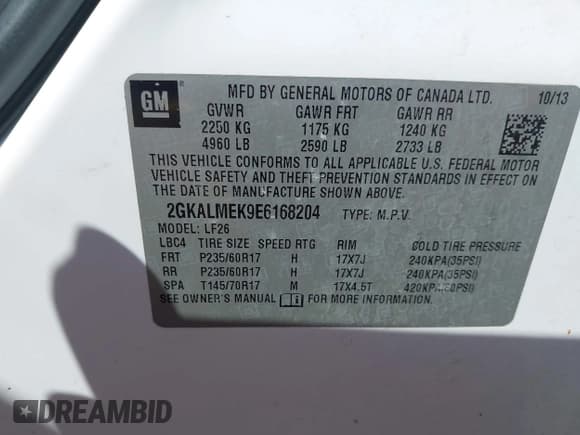 GM
MFD BY GENERAL MOTORS OF CANADA LTD. 10/13
GVWR GAWR FRT GAWR RR
2250 KG 1175 KG 1240 KG
4960 LB 2590 LB 2733 LB
THIS VEHICLE CONFORMS TO ALL APPLICABLE U.S. FEDERAL MOTOR
VEHICLE SAFETY AND THEFT PREVENTION STANDARDS IN EFFECT ON
THE DATE OF MANUFACTURE SHOWN ABOVE.
2GKALMEK9E6168204 TYPE: M.P.V.
MODEL: LF26
LBC4 TIRE SIZE SPEED RTG RIM COLD TIRE PRESSURE
FRT P235/60R17 H 17X7J 240KPA(35PSI)
RR P235/60R17 H 17X7J 240KPA(35PSI)
SPA T145/70R17 M 17X4.5T 420KPA(60PSI)
SEE OWNER'S MANUAL FOR MORE INFORMATION
DREAMBID